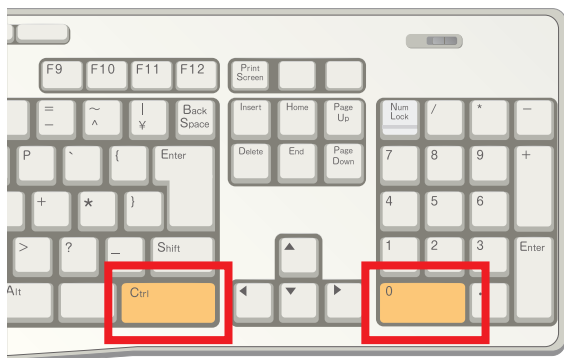 F9 F10 F11 F12
Print
Screen
= ~ | Back
- ^ ¥ Space
Insert Home Page
Up
Num
Lock
/ * -
P ` { Enter
Delete End Page
Down
7 8 9 +
+ * }
4 5 6
> ? _ Shift
▲
1 2 3 Enter
Alt Ctrl
◀ ▼ ▶
0 .